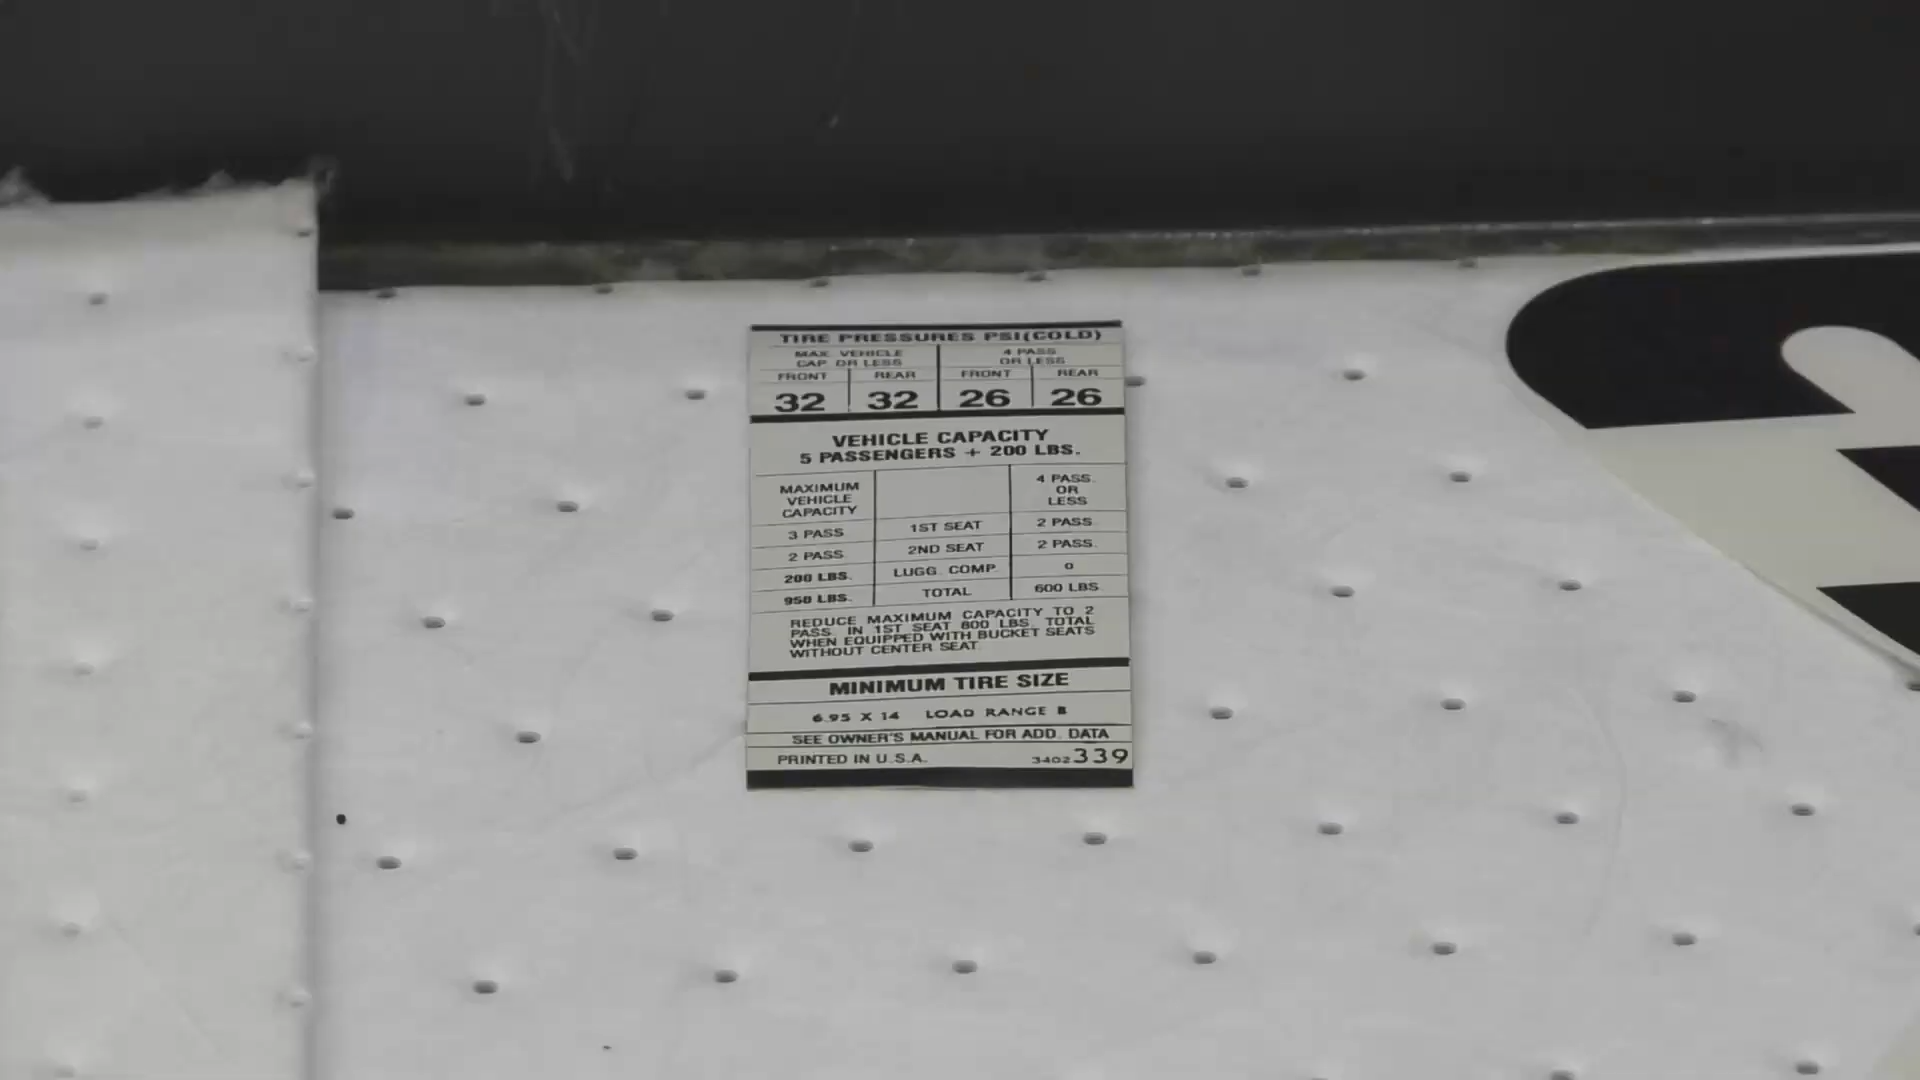 TIRE PRESSURES PSI(COLD)
MAX. VEHICLE CAP. OR LESS
4 PASS. OR LESS
FRONT REAR FRONT REAR
32 32 26 26
VEHICLE CAPACITY
5 PASSENGERS + 200 LBS.
MAXIMUM VEHICLE CAPACITY
4 PASS. OR LESS
3 PASS 1ST SEAT 2 PASS.
2 PASS 2ND SEAT 2 PASS.
200 LBS. LUGG. COMP. 0
950 LBS. TOTAL 600 LBS.
REDUCE MAXIMUM CAPACITY TO 2
PASS. IN 1ST SEAT 800 LBS. TOTAL
WHEN EQUIPPED WITH BUCKET SEATS
WITHOUT CENTER SEAT.
MINIMUM TIRE SIZE
6.95 X 14 LOAD RANGE B
SEE OWNER'S MANUAL FOR ADD. DATA
PRINTED IN U.S.A. 3402339